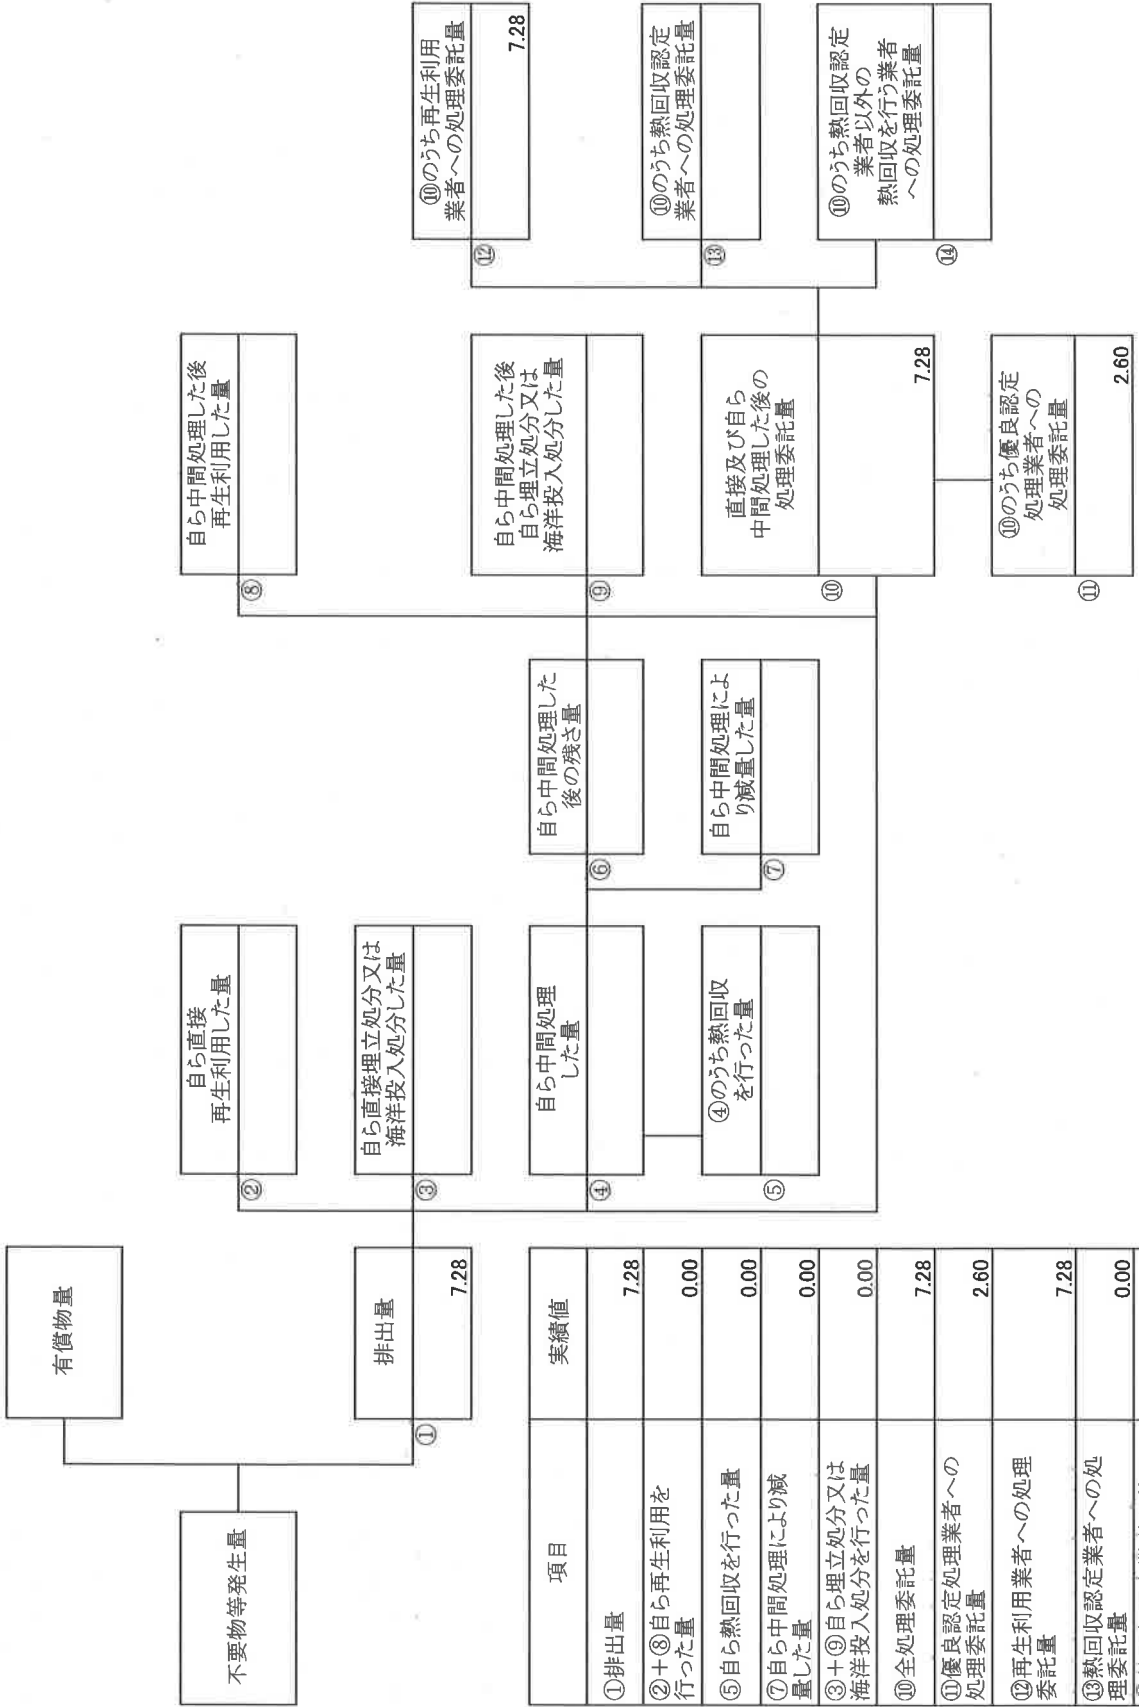 不要物等発生量
有償物量
排出量
①
7.28
②
自ら直接
再生利用した量
③
自ら直接埋立処分又は
海洋投入処分した量
④
自ら中間処理
した量
⑤
④のうち熱回収
を行った量
⑥
自ら中間処理した
後の残さ量
⑦
自ら中間処理によ
り減量した量
⑧
自ら中間処理した後
再生利用した量
⑨
自ら中間処理した後
自ら埋立処分又は
海洋投入処分した量
⑩
直接及び自ら
中間処理した後の
処理委託量
7.28
⑪
⑩のうち優良認定
処理業者への
処理委託量
2.60
⑫
⑩のうち再生利用
業者への処理委託量
7.28
⑬
⑩のうち熱回収認定
業者への処理委託量
⑭
⑩のうち熱回収認定
業者以外の
熱回収を行う業者
への処理委託量
項目 実績値
①排出量 7.28
②+⑧自ら再生利用を
行った量 0.00
⑤自ら熱回収を行った量 0.00
⑦自ら中間処理により減
量した量 0.00
③+⑨自ら埋立処分又は
海洋投入処分を行った量 0.00
⑩全処理委託量 7.28
⑪優良認定処理業者への
処理委託量 2.60
⑫再生利用業者への処理
委託量 7.28
⑬熱回収認定業者への処
理委託量 0.00